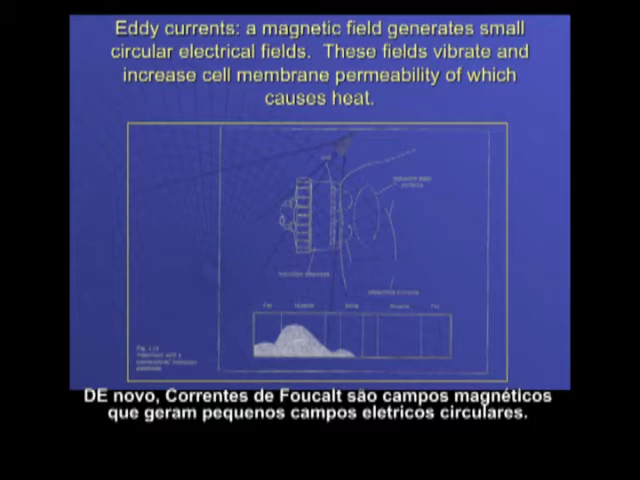 Eddy currents: a magnetic field generates small
circular electrical fields. These fields vibrate and
increase cell membrane permeability of which
causes heat.
DE novo, Correntes de Foucalt são campos magnéticos
que geram pequenos campos eletricos circulares.